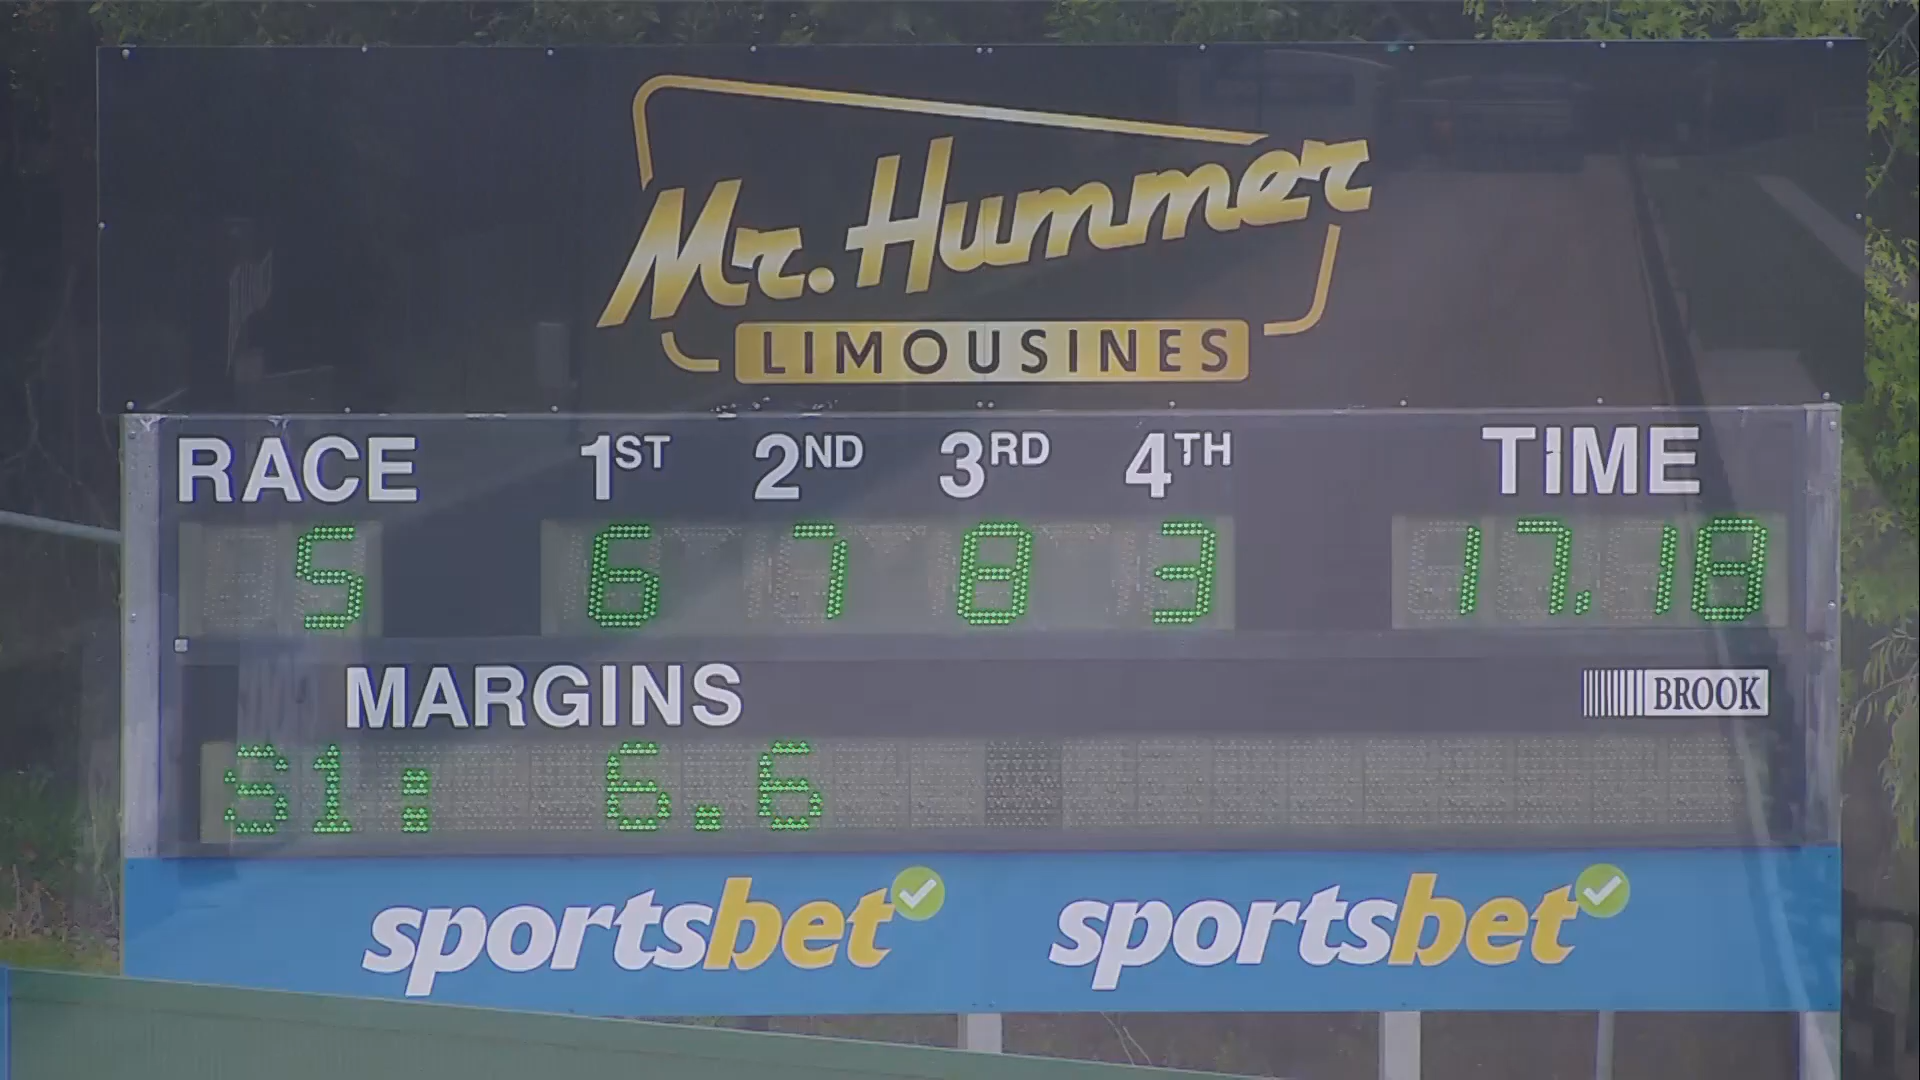 Mr. Hummer
LIMOUSINES
RACE 1ST 2ND 3RD 4TH TIME
5 6 7 8 3 17.18
MARGINS BROOK
S1: 6.6
sportsbet sportsbet